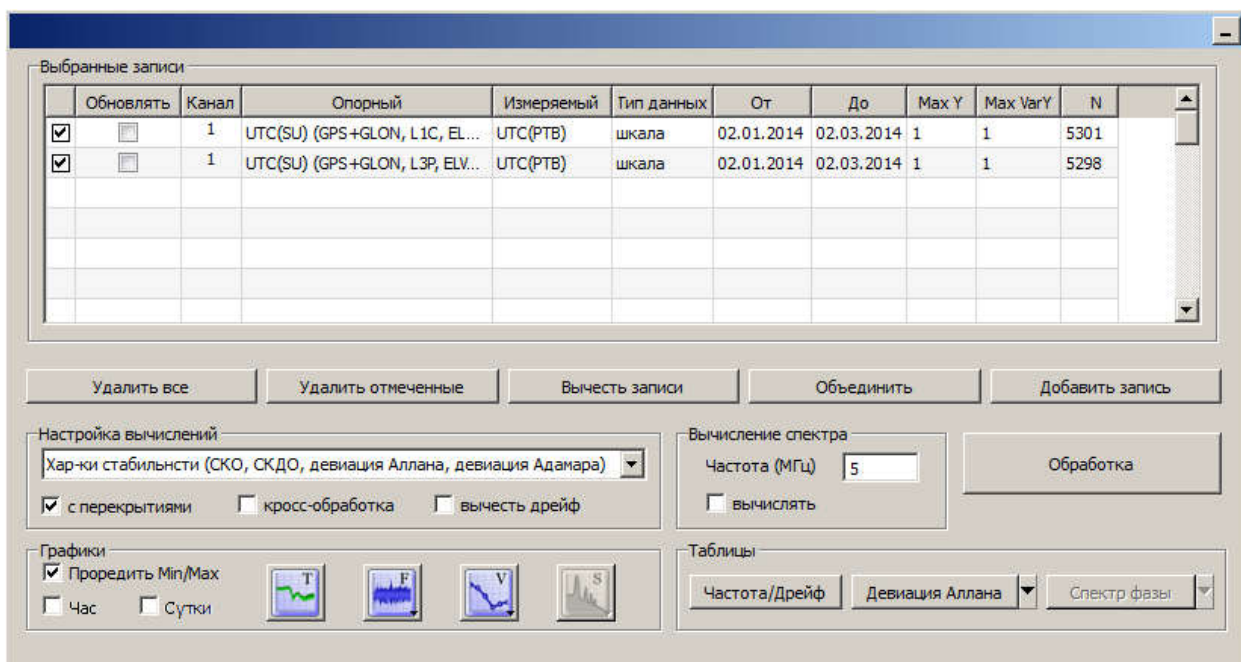 Выбранные записи
Обновлять Канал Опорный Измеряемый Тип данных От До Max Y Max VarY N
1 UTC(SU) (GPS+GLON, L1C, EL... UTC(PTB) шкала 02.01.2014 02.03.2014 1 1 5301
1 UTC(SU) (GPS+GLON, L3P, ELV... UTC(PTB) шкала 02.01.2014 02.03.2014 1 1 5298
Удалить все Удалить отмеченные Вычесть записи Объединить Добавить запись
Настройка вычислений Вычисление спектра
Хар-ки стабильнсти (СКО, СКДО, девиация Аллана, девиация Адамара) Частота (МГц) 5 Обработка
с перекрытиями кросс-обработка вычесть дрейф вычислять
Графики Таблицы
Проредить Min/Max T F V S
Час Сутки Частота/Дрейф Девиация Аллана Спектр фазы